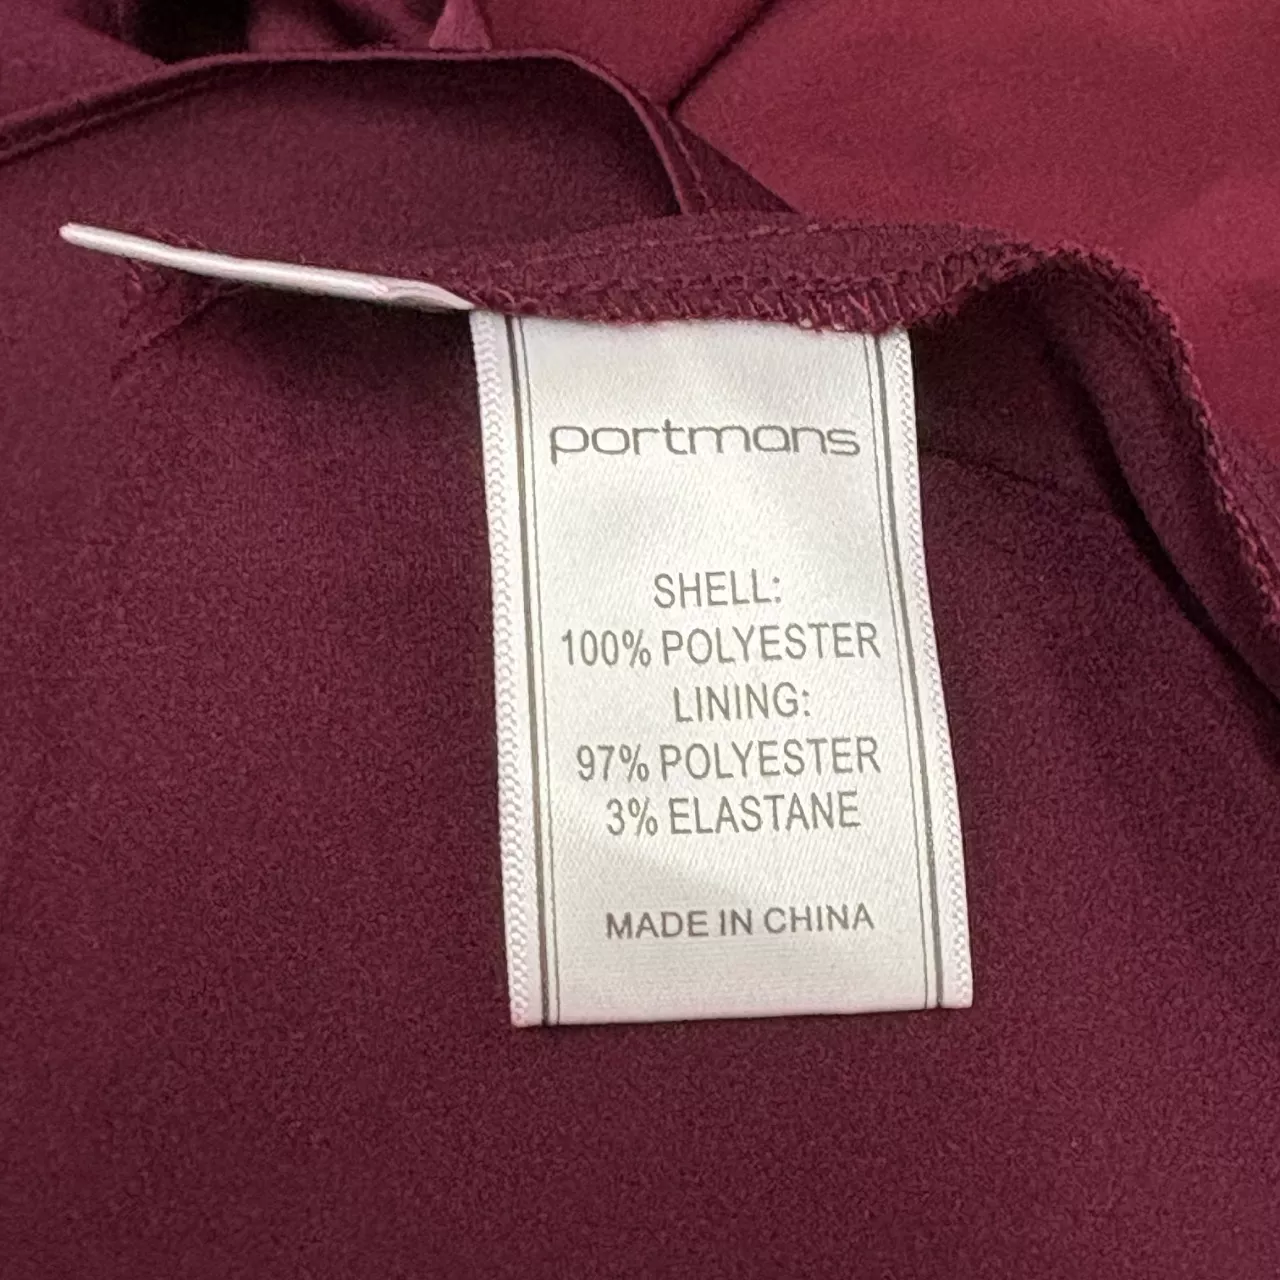 portmans
SHELL:
100% POLYESTER
LINING:
97% POLYESTER
3% ELASTANE
MADE IN CHINA